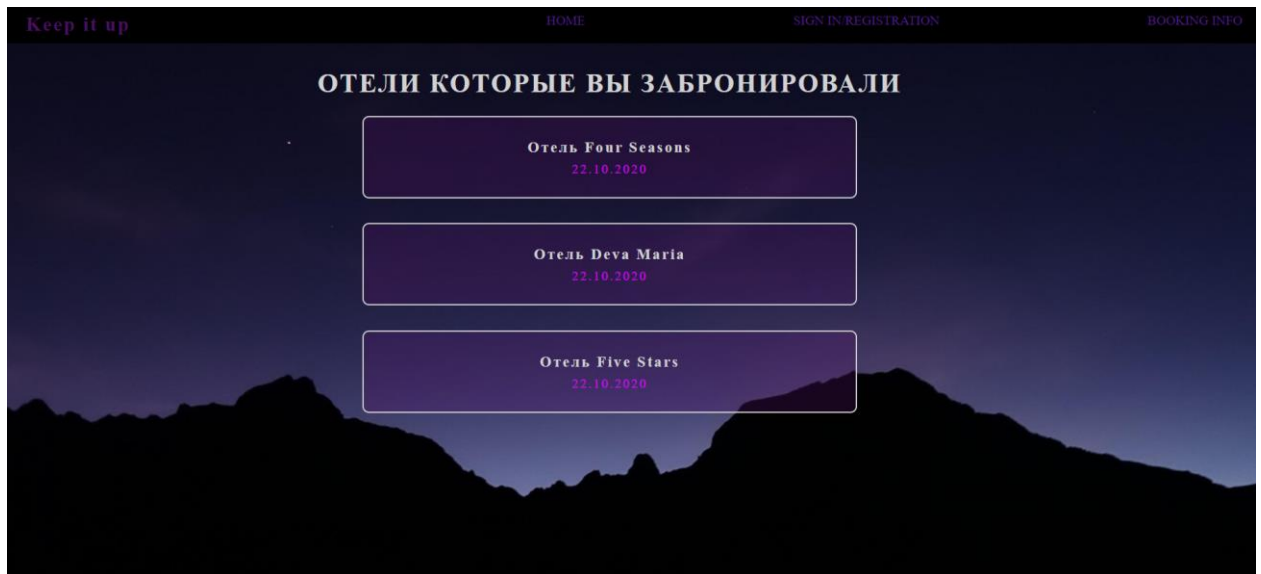 Keep it up
HOME
SIGN IN/REGISTRATION
BOOKING INFO
ОТЕЛИ КОТОРЫЕ ВЫ ЗАБРОНИРОВАЛИ
Отель Four Seasons
22.10.2020
Отель Deva Maria
22.10.2020
Отель Five Stars
22.10.2020